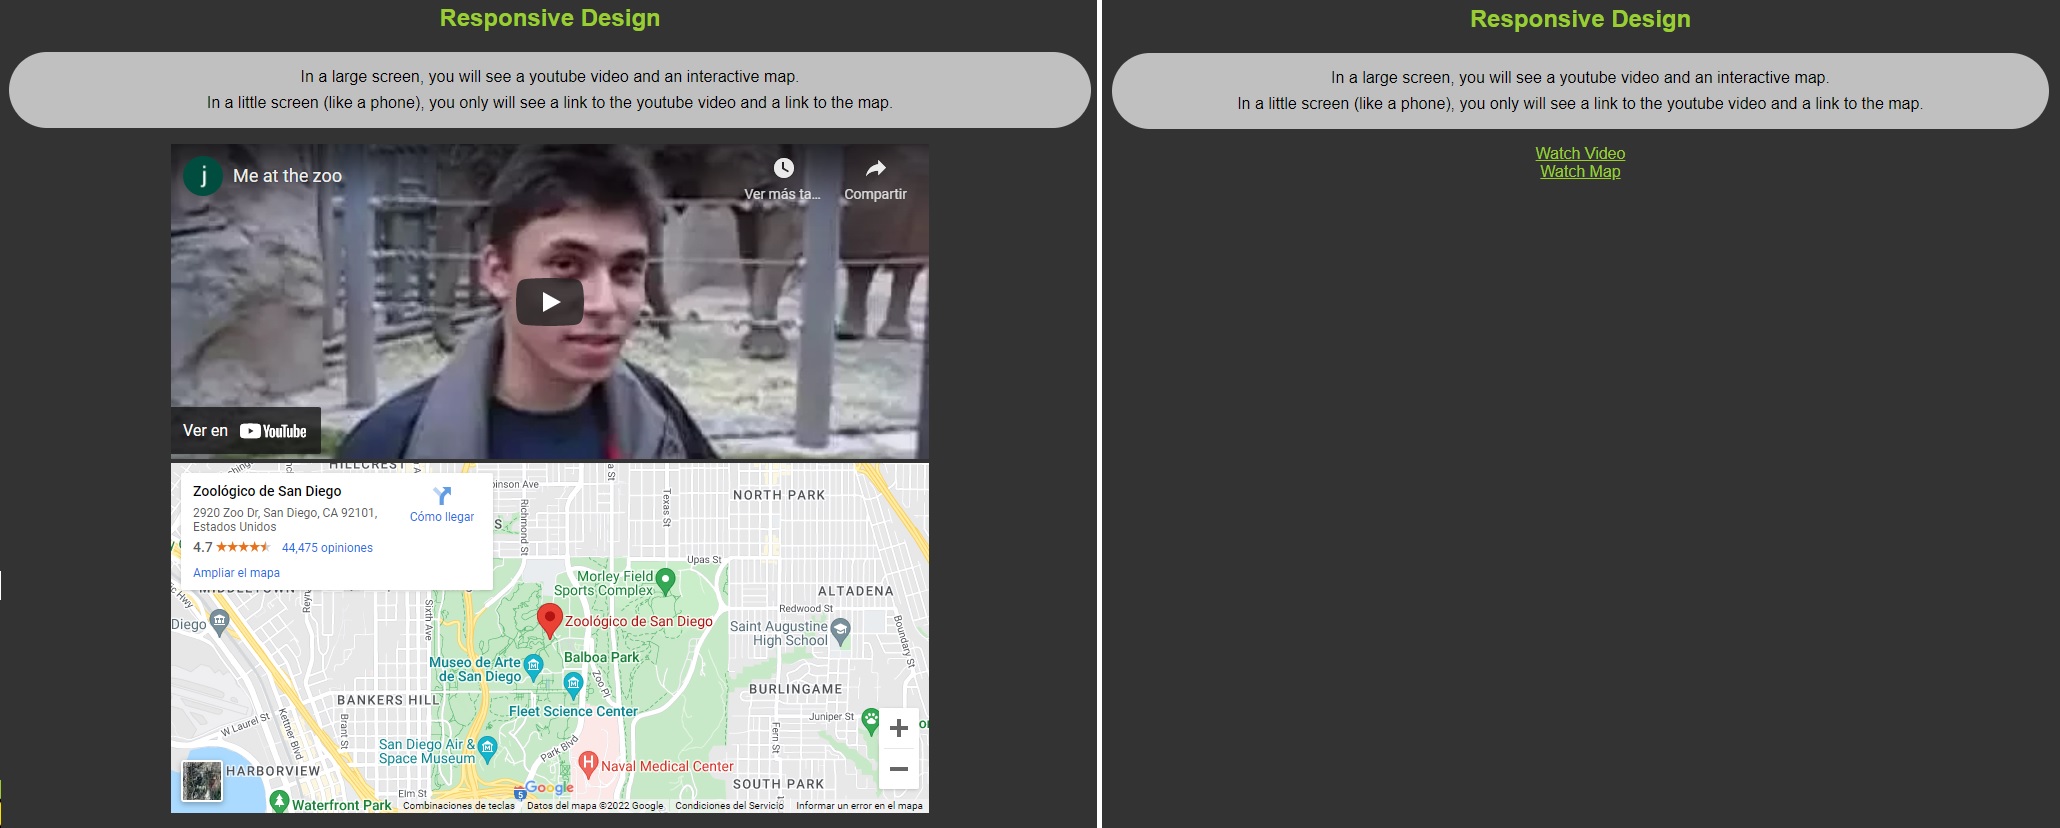 Responsive Design
In a large screen, you will see a youtube video and an interactive map.
In a little screen (like a phone), you only will see a link to the youtube video and a link to the map.
j
Me at the zoo
Ver más ta...
Compartir
Ver en YouTube
HILLCREST
Zoológico de San Diego
2920 Zoo Dr, San Diego, CA 92101,
Estados Unidos
4.7
44,475 opiniones
Ampliar el mapa
Cómo llegar
Richmond St
Texas St
NORTH PARK
Upas St
Morley Field
Sports Complex
ALTADENA
Redwood St
Boundary St
MIDDLETOWN
Diego
Sixth Ave
Zoológico de San Diego
Saint Augustine
High School
Museo de Arte
de San Diego
Balboa Park
Zoo Pl
BANKERS HILL
Fleet Science Center
BURLINGAME
Juniper St
W Laurel St
Kettner Blvd
Brant St
San Diego Air &
Space Museum
Park Blvd
Fern St
H
Naval Medical Center
HARBORVIEW
SOUTH PARK
Elm St
5
Google
Waterfront Park
Combinaciones de teclas
Datos del mapa ©2022 Google
Condiciones del Servicio
Informar un error en el mapa
Responsive Design
In a large screen, you will see a youtube video and an interactive map.
In a little screen (like a phone), you only will see a link to the youtube video and a link to the map.
Watch Video
Watch Map